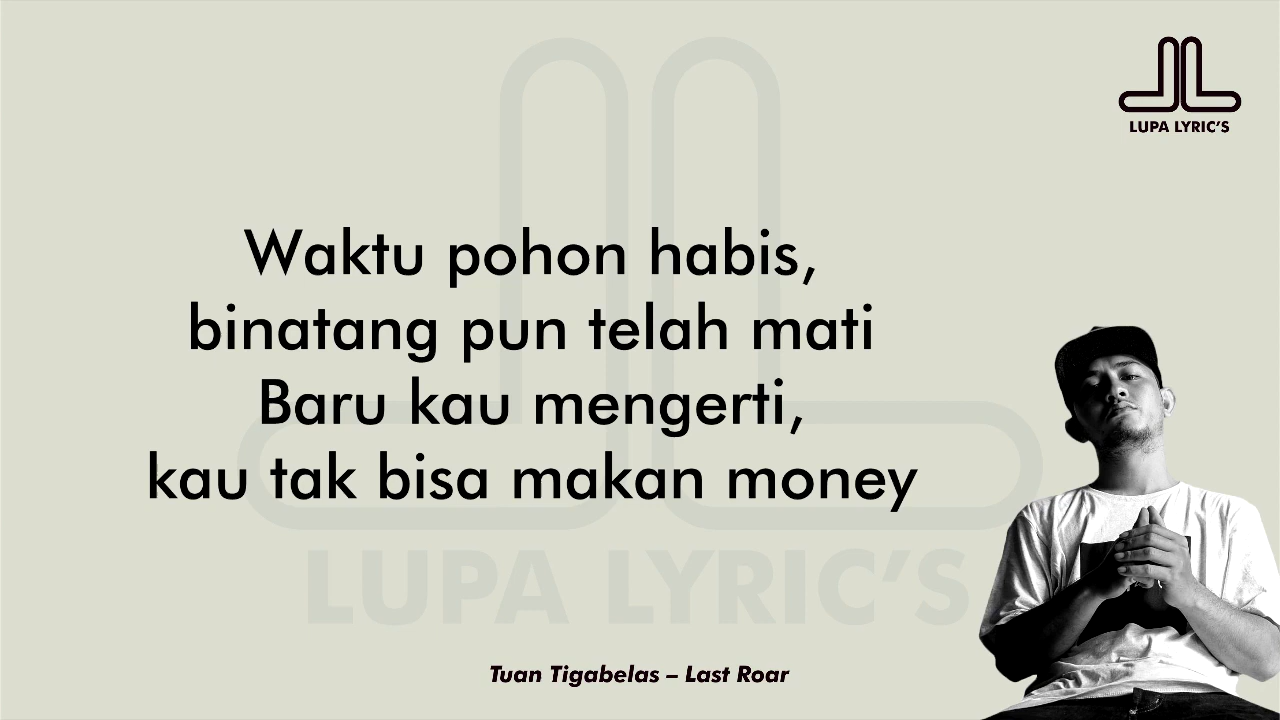 LUPA LYRIC'S
Waktu pohon habis,
binatang pun telah mati
Baru kau mengerti,
kau tak bisa makan money
LUPA LYRIC'S
Tuan Tigabelas – Last Roar